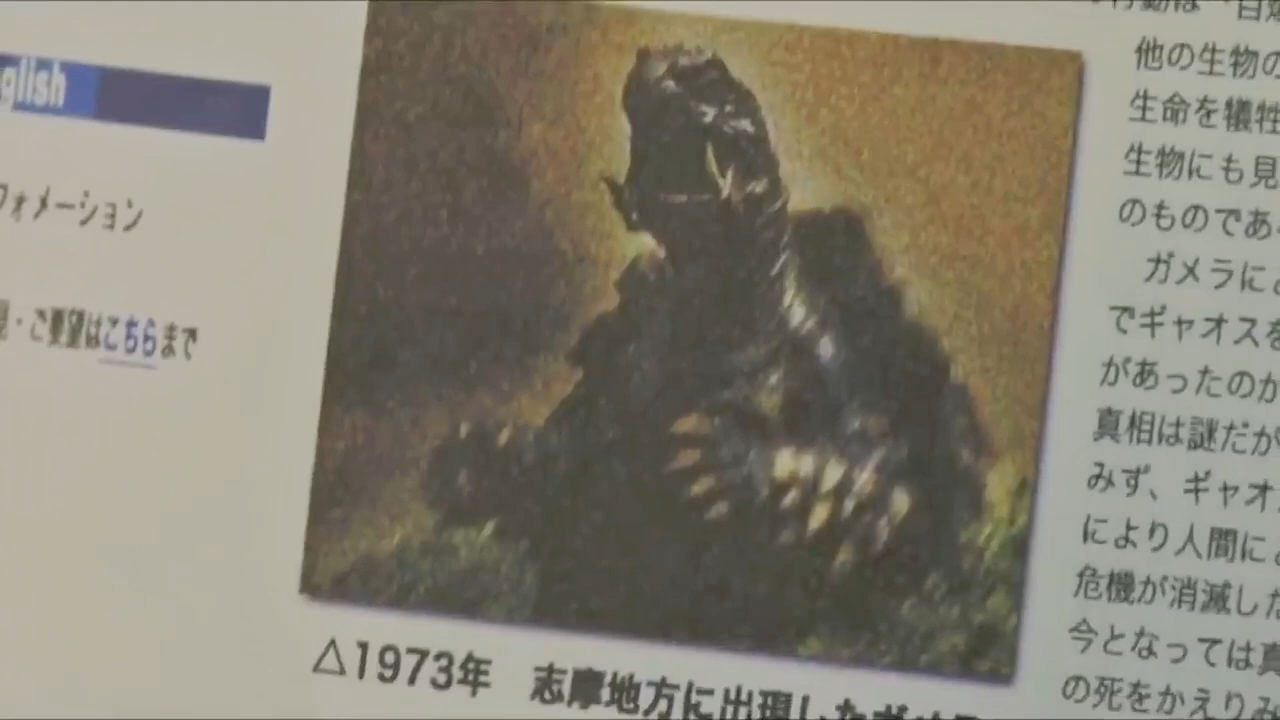 glish
フォメーション
見・ご要望はこちらまで
△1973年 志摩地方に出現したガメラ
他の生物の
生命を犠牲
生物にも見
のものであ
ガメラに
でギャオスを
があったのか
真相は謎だが
みず、ギャオ
により人間に
危機が消滅した
今となっては真
の死をかえりみ